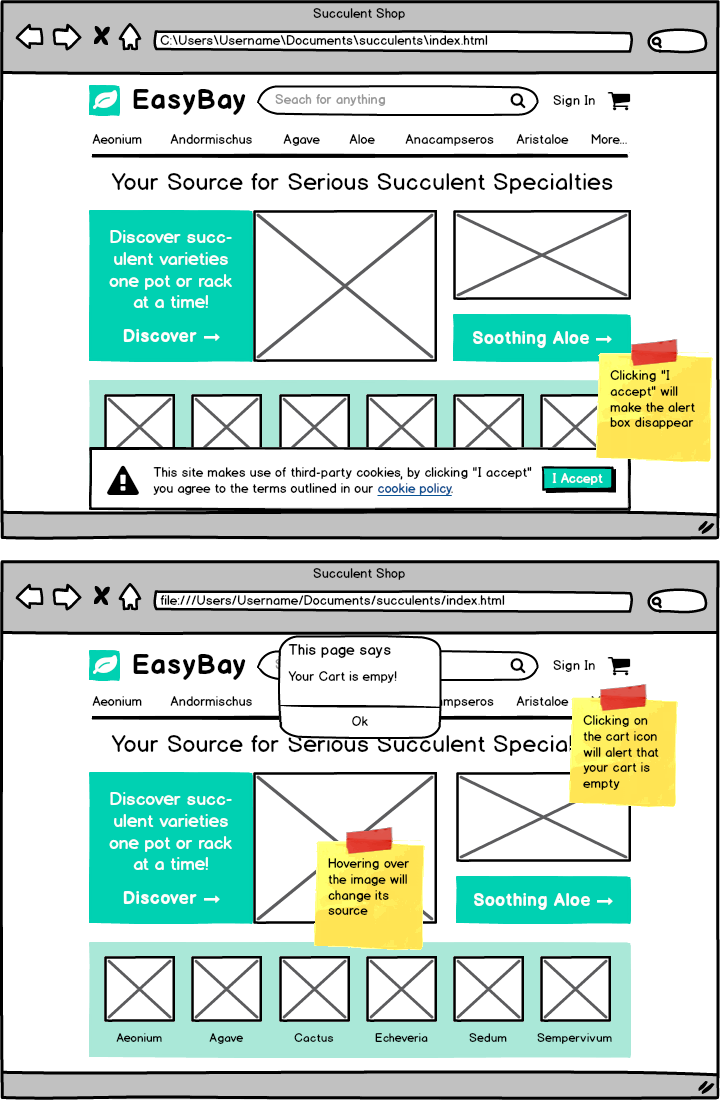 Succulent Shop
C:\Users\Username\Documents\succulents\index.html
EasyBay
Seach for anything
Sign In
Aeonium Andormischus Agave Aloe Anacampseros Aristaloe More...
Your Source for Serious Succulent Specialties
Discover succ-
ulent varieties
one pot or rack
at a time!
Discover →
Soothing Aloe →
Clicking "I
accept" will
make the alert
box disappear
This site makes use of third-party cookies, by clicking "I accept"
you agree to the terms outlined in our cookie policy.
I Accept
Succulent Shop
file:///Users/Username/Documents/succulents/index.html
EasyBay
This page says
Your Cart is empy!
Ok
Sign In
Aeonium Andormischus mpseros Aristaloe
Clicking on
the cart icon
will alert that
your cart is
empty
Your Source for Serious Succulent Special
Discover succ-
ulent varieties
one pot or rack
at a time!
Discover →
Hovering over
the image will
change its
source
Soothing Aloe →
Aeonium Agave Cactus Echeveria Sedum Sempervivum